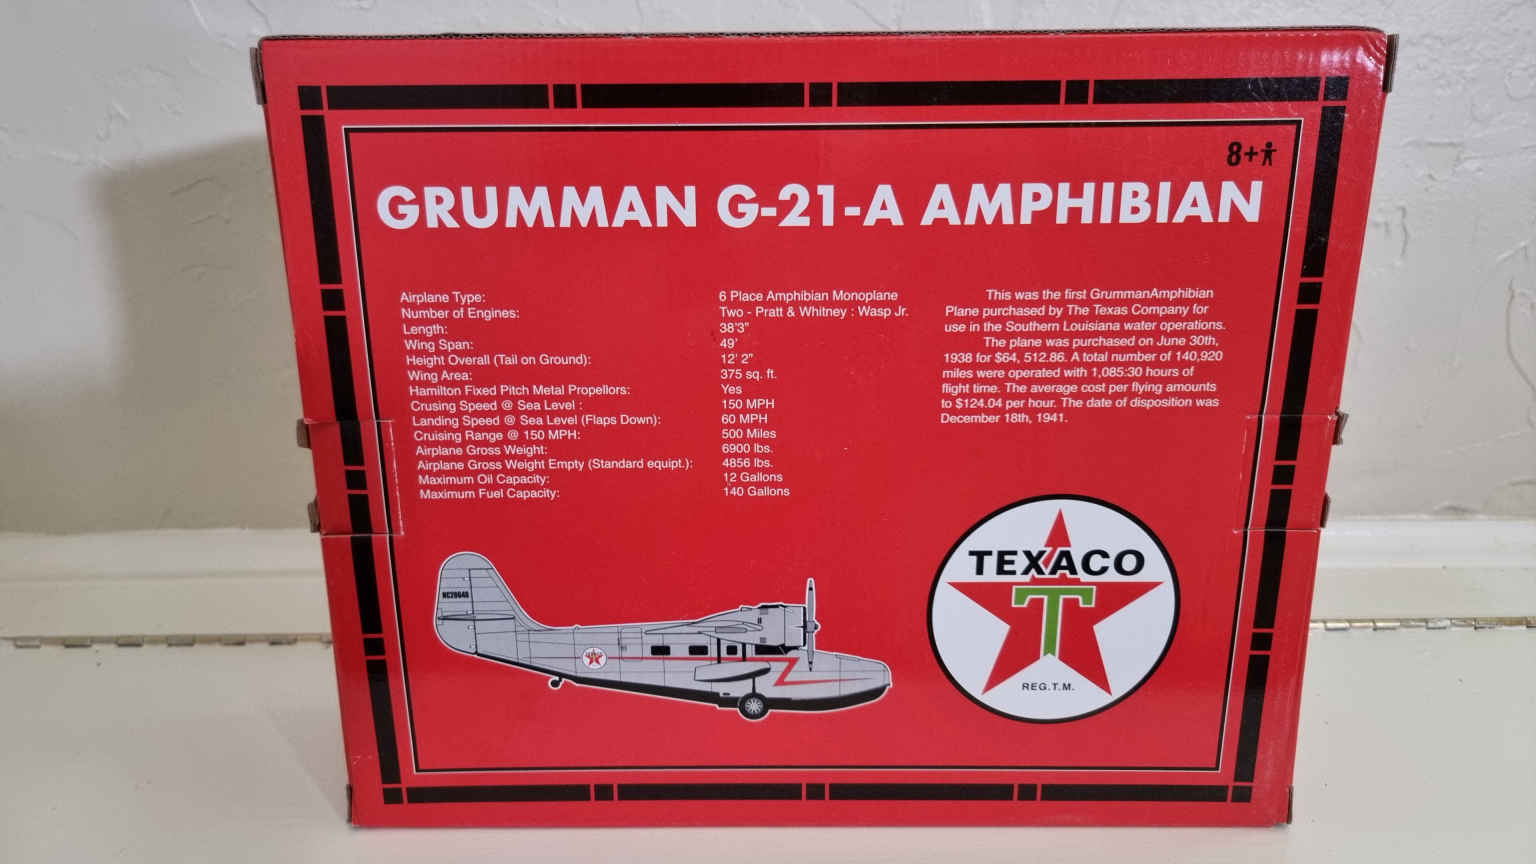 8+
GRUMMAN G-21-A AMPHIBIAN
Airplane Type: 6 Place Amphibian Monoplane
Number of Engines: Two - Pratt & Whitney : Wasp Jr.
Length: 38'3"
Wing Span: 49'
Height Overall (Tail on Ground): 12' 2"
Wing Area: 375 sq. ft.
Hamilton Fixed Pitch Metal Propellors: Yes
Crusing Speed @ Sea Level : 150 MPH
Landing Speed @ Sea Level (Flaps Down): 60 MPH
Cruising Range @ 150 MPH: 500 Miles
Airplane Gross Weight: 6900 lbs.
Airplane Gross Weight Empty (Standard equipt.): 4856 lbs.
Maximum Oil Capacity: 12 Gallons
Maximum Fuel Capacity: 140 Gallons
This was the first GrummanAmphibian
Plane purchased by The Texas Company for
use in the Southern Louisiana water operations.
The plane was purchased on June 30th,
1938 for $64, 512.86. A total number of 140,920
miles were operated with 1,085:30 hours of
flight time. The average cost per flying amounts
to $124.04 per hour. The date of disposition was
December 18th, 1941.
TEXACO
T
REG.T.M.
TEXACO